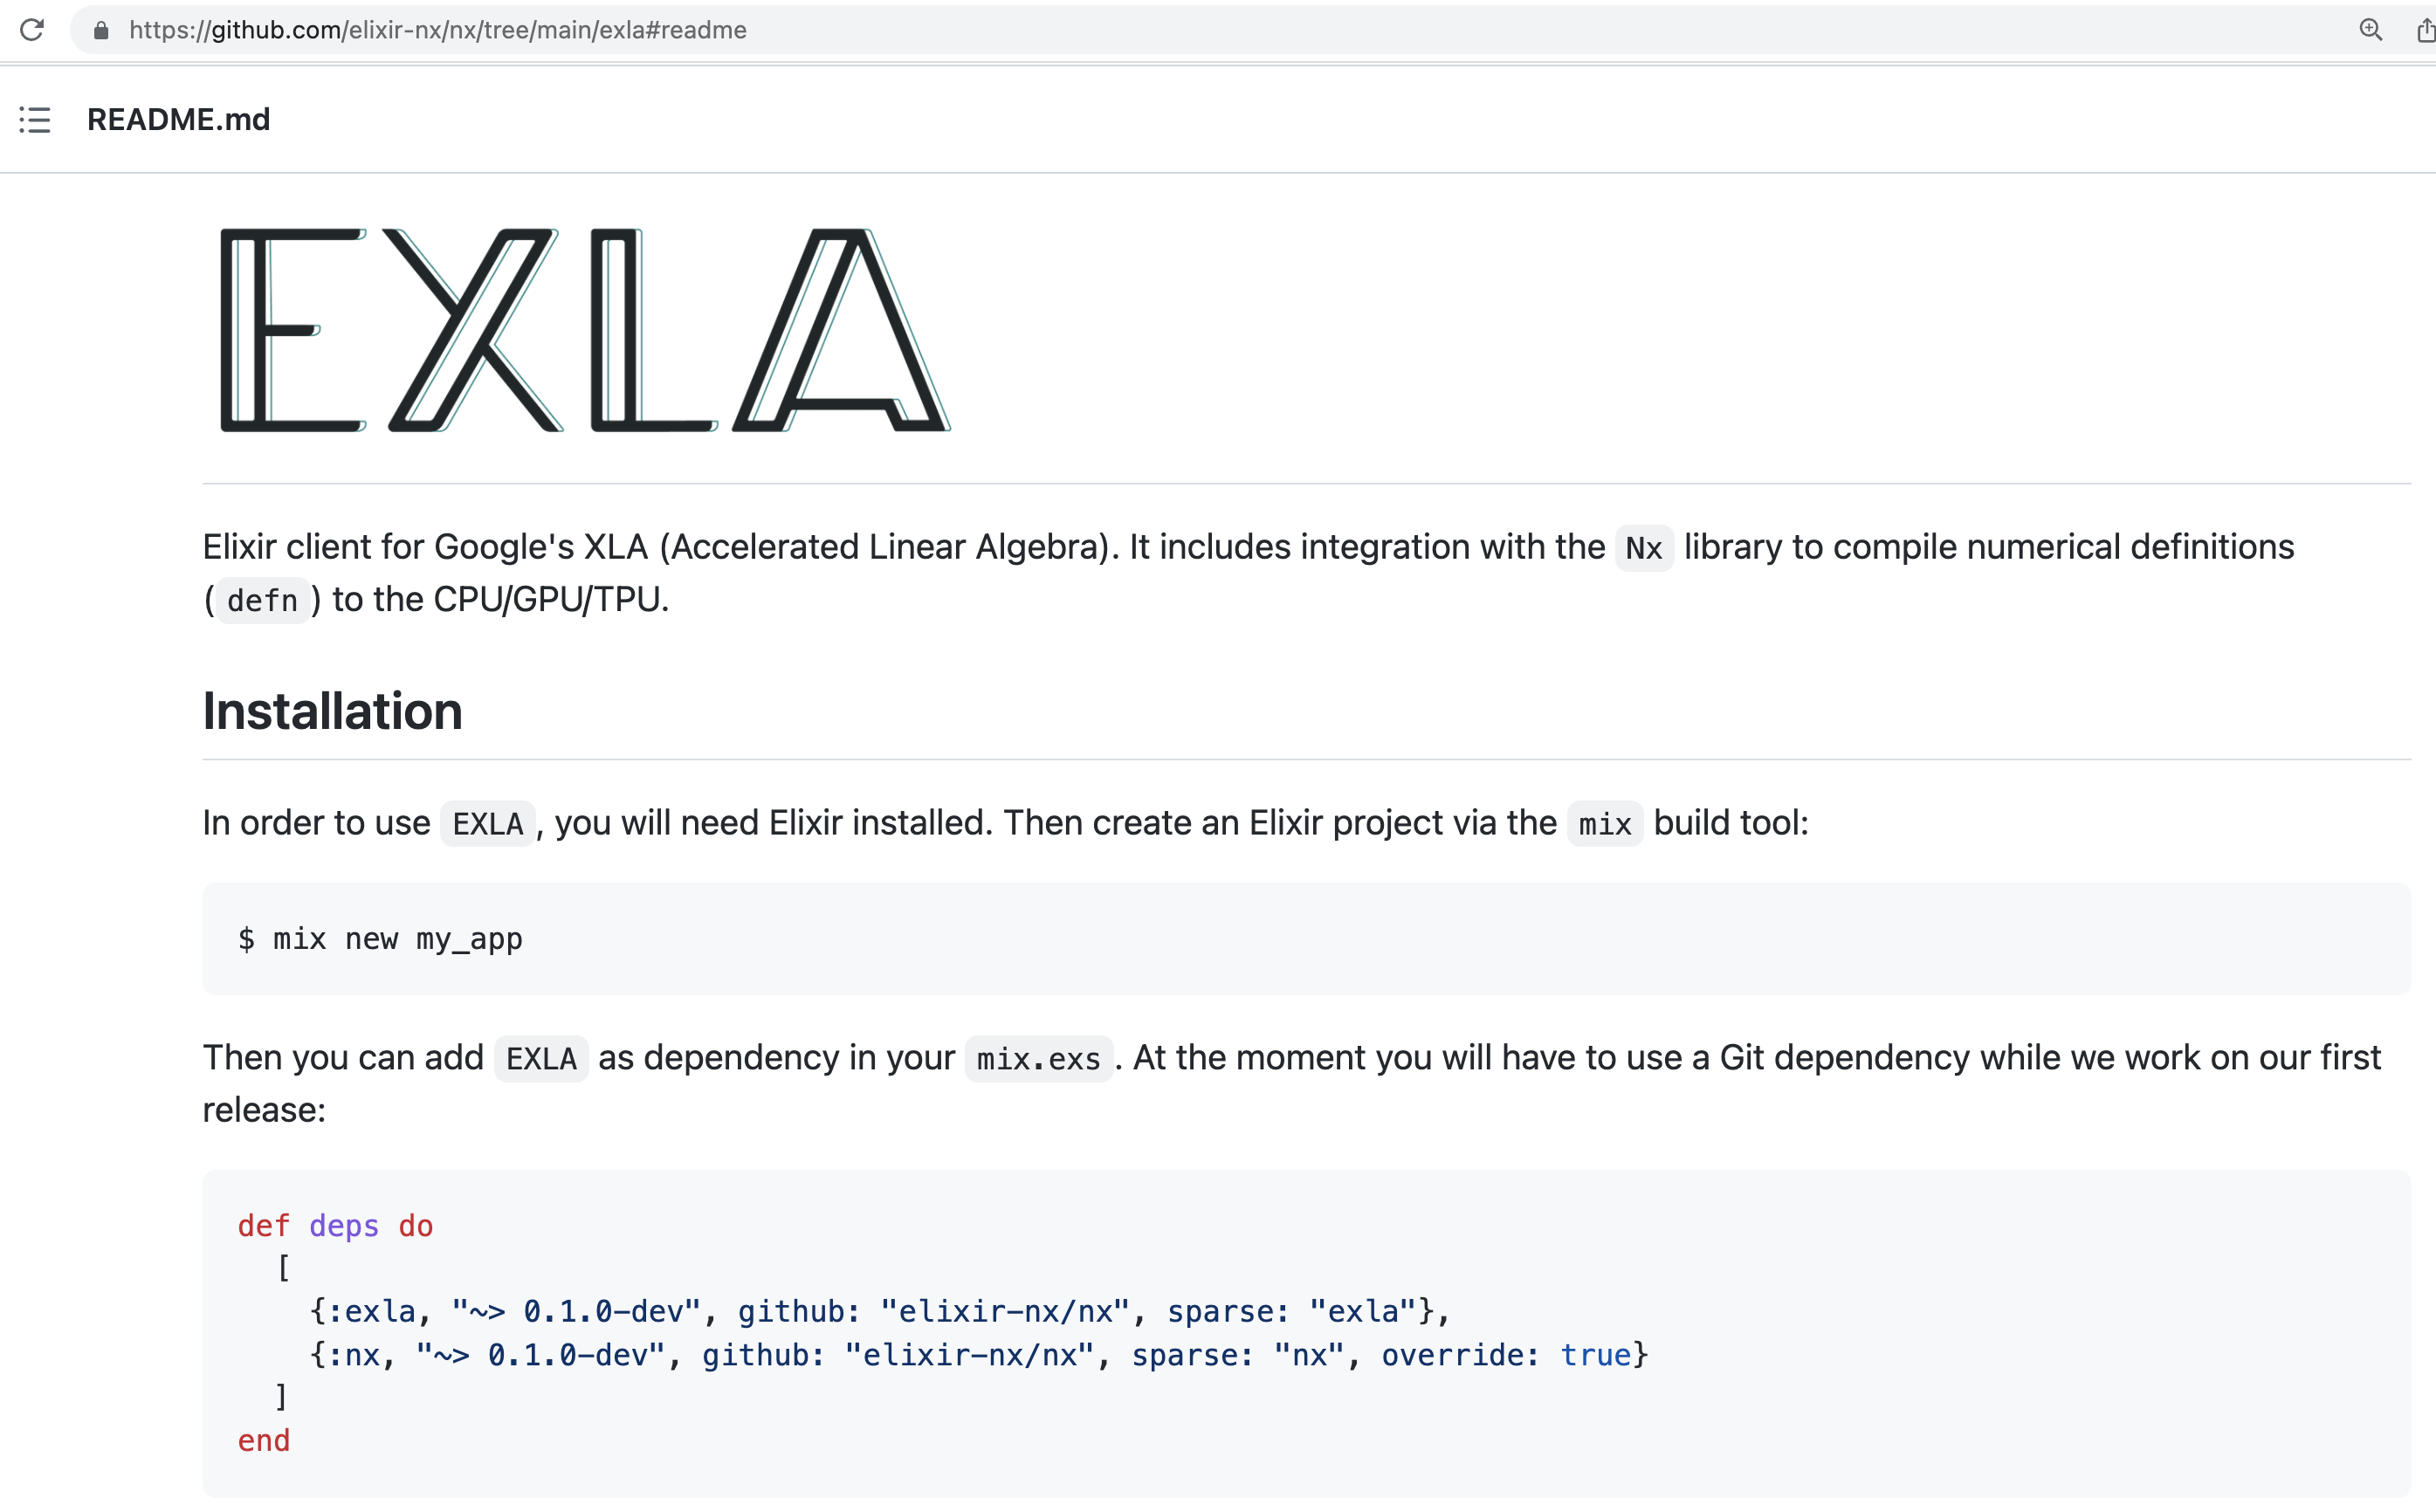 https://github.com/elixir-nx/nx/tree/main/exla#readme
README.md
EXLA
Elixir client for Google's XLA (Accelerated Linear Algebra). It includes integration with the Nx library to compile numerical definitions
(defn) to the CPU/GPU/TPU.
Installation
In order to use EXLA, you will need Elixir installed. Then create an Elixir project via the mix build tool:
$ mix new my_app
Then you can add EXLA as dependency in your mix.exs. At the moment you will have to use a Git dependency while we work on our first
release:
def deps do
  [
    {:exla, "~> 0.1.0-dev", github: "elixir-nx/nx", sparse: "exla"},
    {:nx, "~> 0.1.0-dev", github: "elixir-nx/nx", sparse: "nx", override: true}
  ]
end